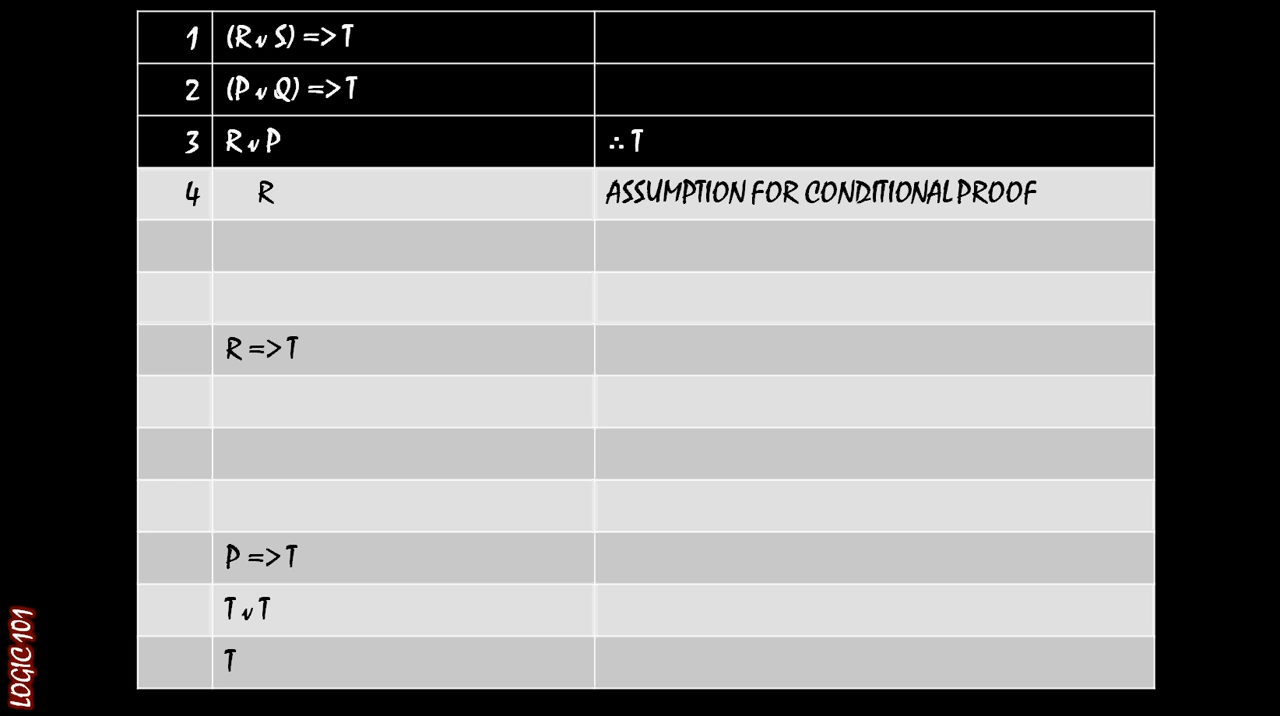 1 (R v S) => T
2 (P v Q) => T
3 R v P ∴ T
4 R ASSUMPTION FOR CONDITIONAL PROOF
R => T
P => T
T v T
T
LOGIC 101